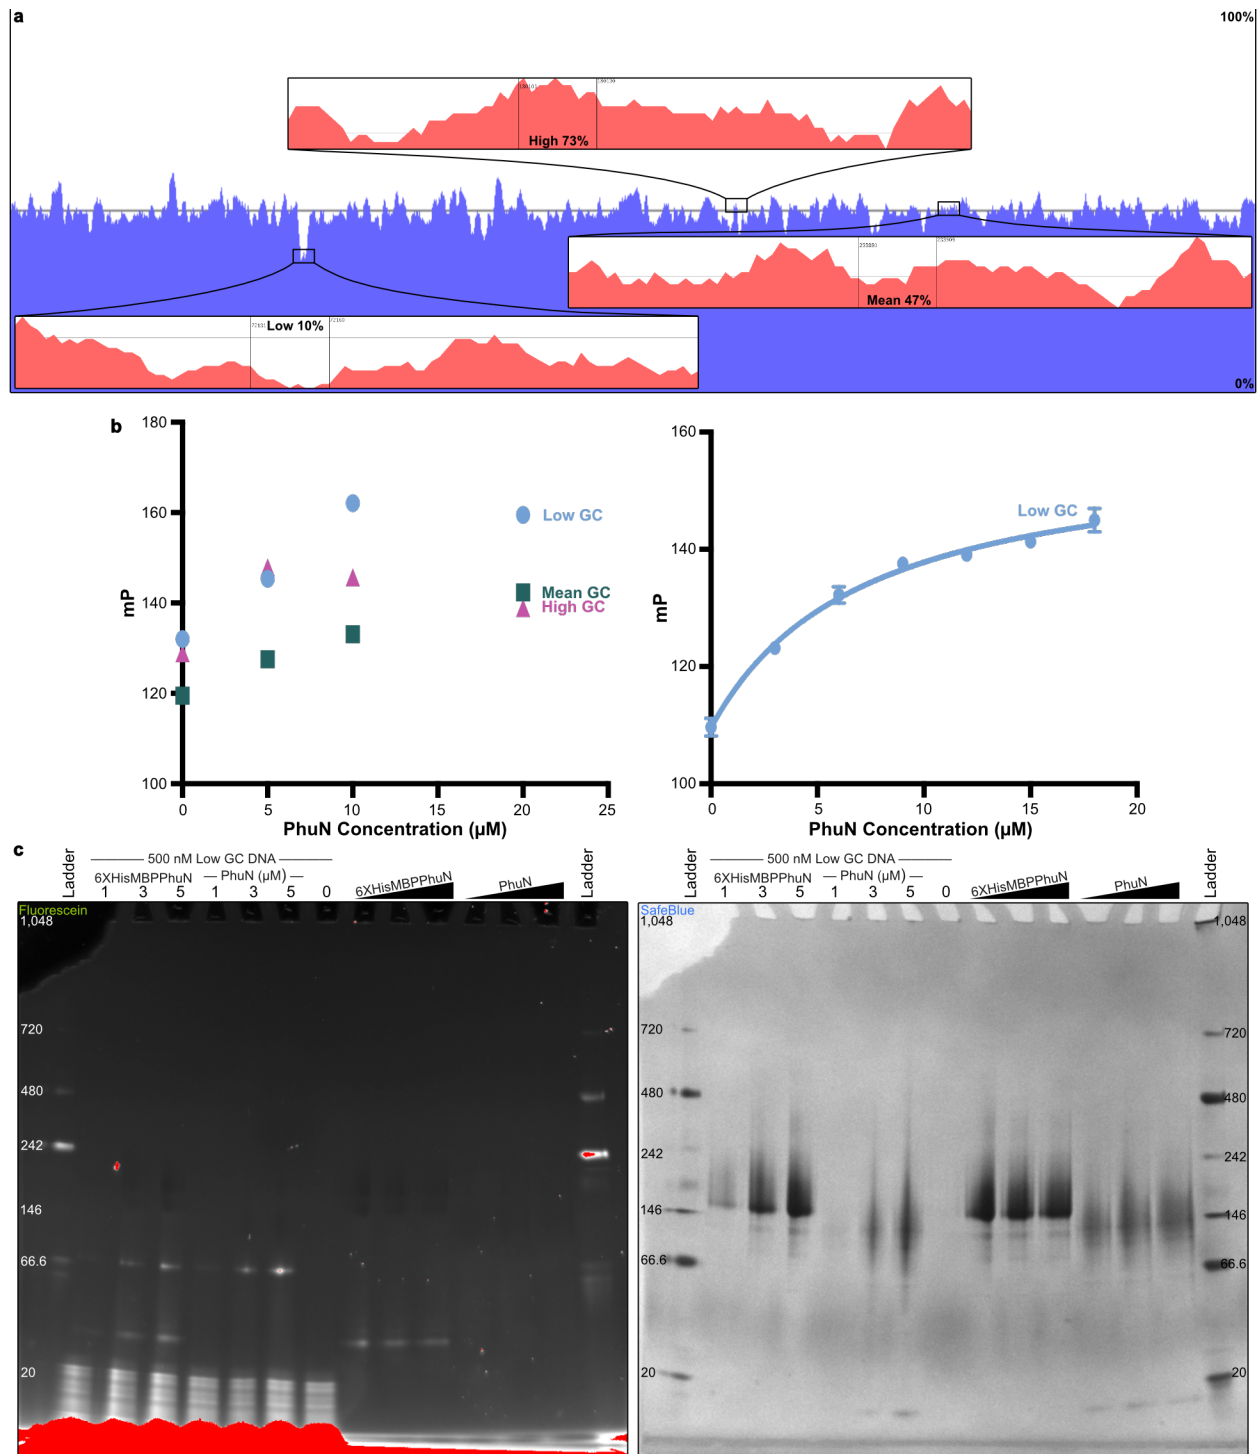 a
100%
High 73%
Mean 47%
Low 10%
72160
0%
b
180
160
140
120
100
mP
0
5
10
15
20
25
PhuN Concentration (µM)
Low GC
Mean GC
High GC
160
140
120
100
mP
0
5
10
15
20
PhuN Concentration (µM)
Low GC
c
Ladder
500 nM Low GC DNA
6XHisMBPPhuN
PhuN (µM)
1 3 5 1 3 5 0
6XHisMBPPhuN
PhuN
Ladder
Fluorescein
1,048
720
480
242
146
66.6
20
Ladder
500 nM Low GC DNA
6XHisMBPPhuN
PhuN (µM)
1 3 5 1 3 5 0
6XHisMBPPhuN
PhuN
Ladder
SafeBlue
1,048 1,048
720 720
480 480
242 242
146 146
66.6 66.6
20 20